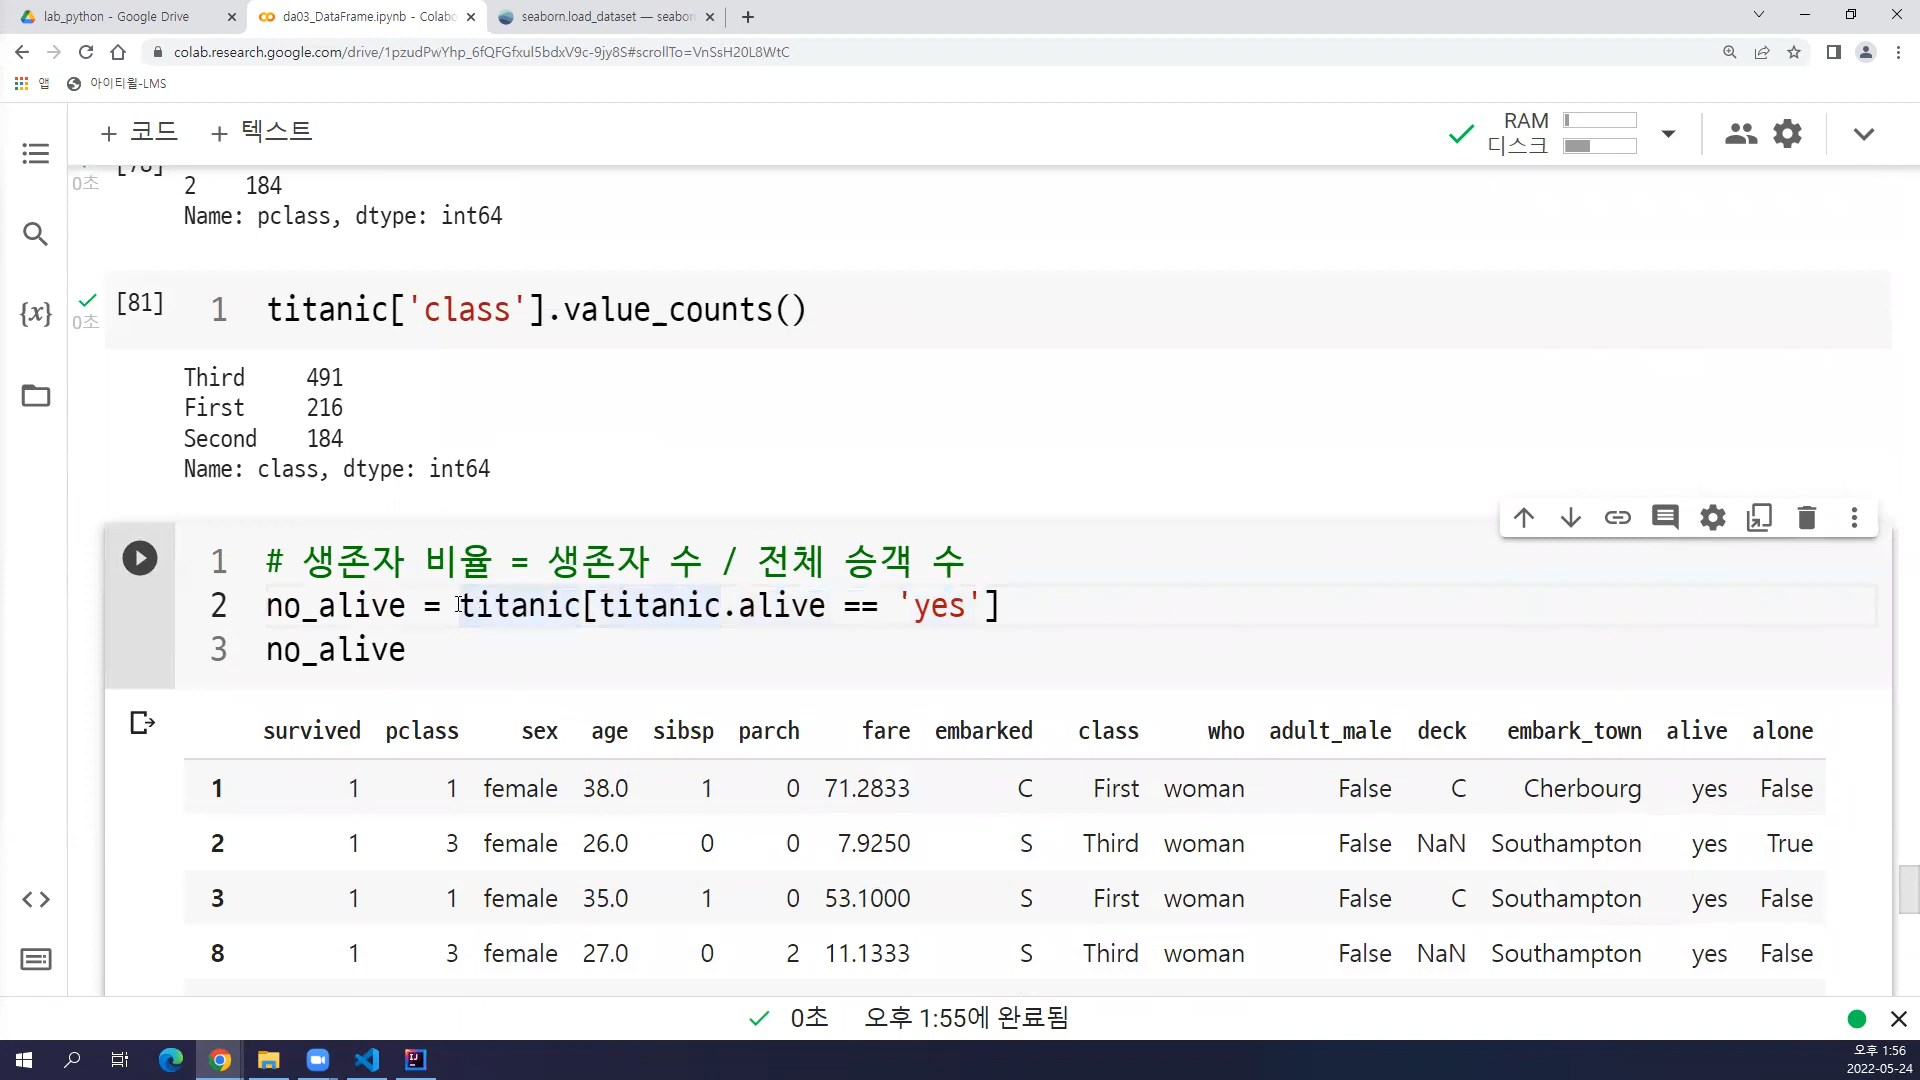 lab_python - Google Drive
da03_DataFrame.ipynb - Colabo
seaborn.load_dataset — seabor
colab.research.google.com/drive/1pzudPwYhp_6fQFGfxul5bdxV9c-9jy8S#scrollTo=VnSsH20L8WtC
앱
아이티윌-LMS
+ 코드 + 텍스트
RAM
디스크
0초
[78]
2 184
Name: pclass, dtype: int64
[81]
0초
1 titanic['class'].value_counts()
Third 491
First 216
Second 184
Name: class, dtype: int64
1 # 생존자 비율 = 생존자 수 / 전체 승객 수
2 no_alive = titanic[titanic.alive == 'yes']
3 no_alive
survived pclass sex age sibsp parch fare embarked class who adult_male deck embark_town alive alone
1 1 1 female 38.0 1 0 71.2833 C First woman False C Cherbourg yes False
2 1 3 female 26.0 0 0 7.9250 S Third woman False NaN Southampton yes True
3 1 1 female 35.0 1 0 53.1000 S First woman False C Southampton yes False
8 1 3 female 27.0 0 2 11.1333 S Third woman False NaN Southampton yes False
0초 오후 1:55에 완료됨
오후 1:56
2022-05-24